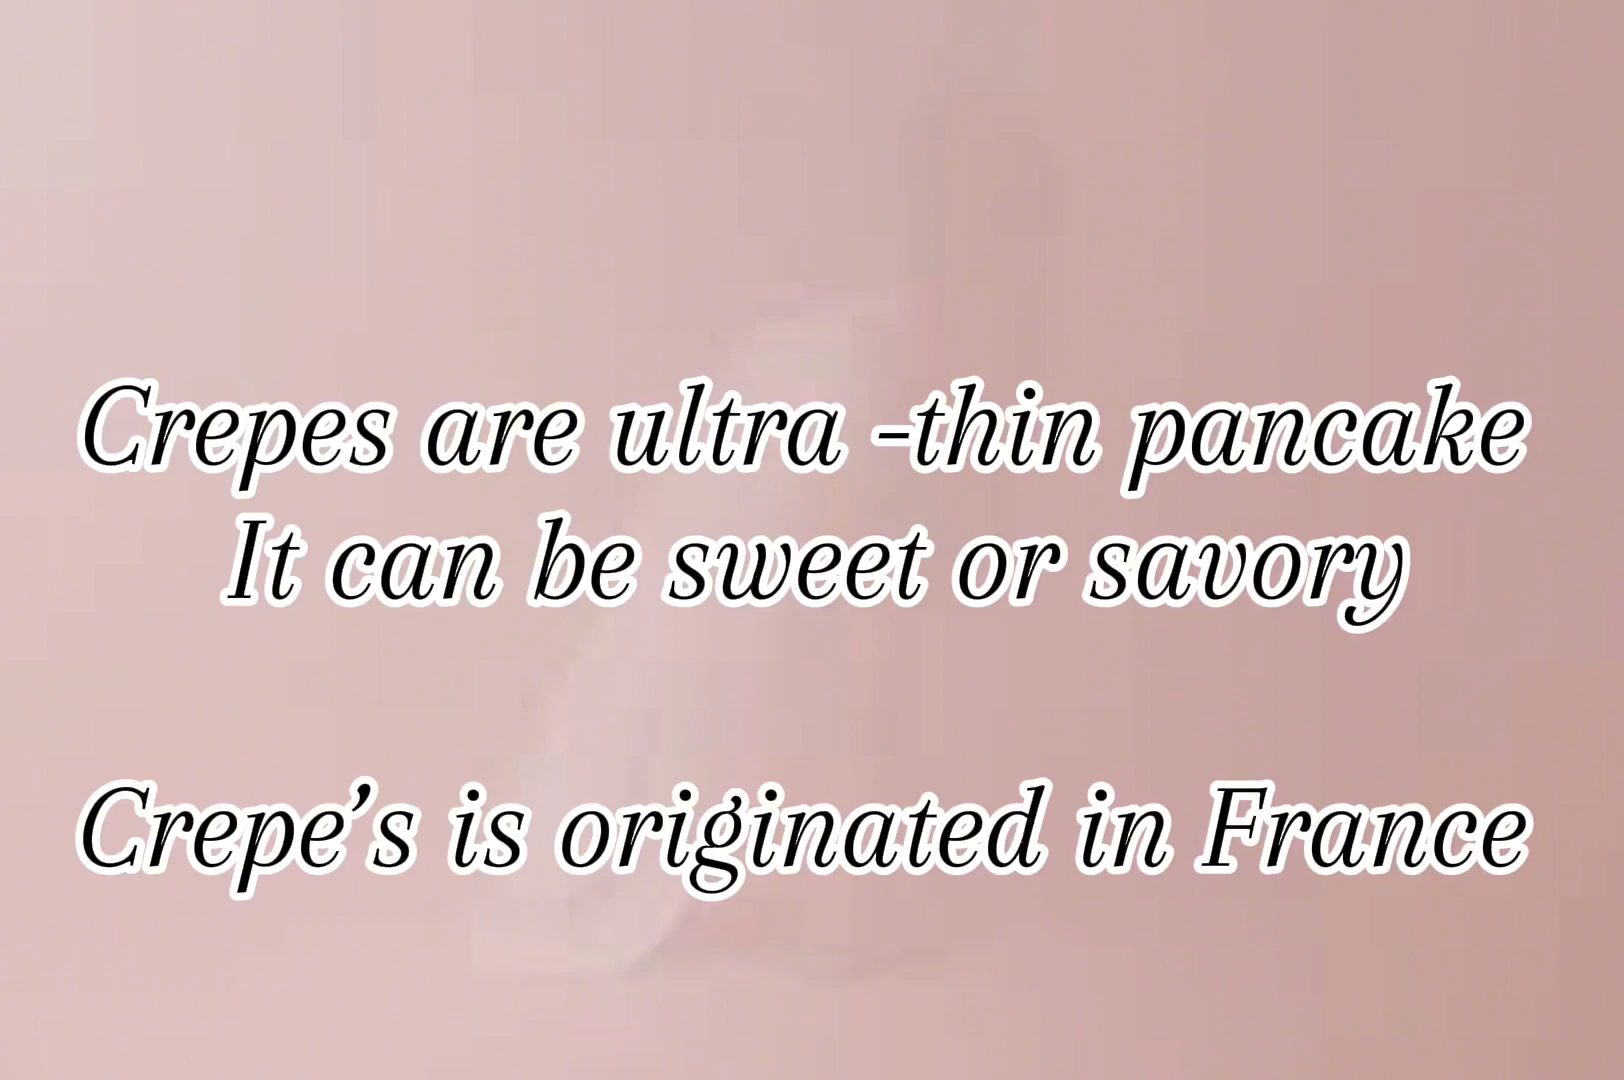 Crepes are ultra -thin pancake
It can be sweet or savory
Crepe’s is originated in France